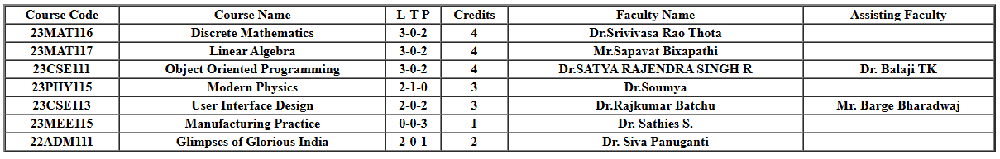 Course Code Course Name L-T-P Credits Faculty Name Assisting Faculty
23MAT116 Discrete Mathematics 3-0-2 4 Dr.Srivivasa Rao Thota
23MAT117 Linear Algebra 3-0-2 4 Mr.Sapavat Bixapathi
23CSE111 Object Oriented Programming 3-0-2 4 Dr.SATYA RAJENDRA SINGH R Dr. Balaji TK
23PHY115 Modern Physics 2-1-0 3 Dr.Soumya
23CSE113 User Interface Design 2-0-2 3 Dr.Rajkumar Batchu Mr. Barge Bharadwaj
23MEE115 Manufacturing Practice 0-0-3 1 Dr. Sathies S.
22ADM111 Glimpses of Glorious India 2-0-1 2 Dr. Siva Panuganti